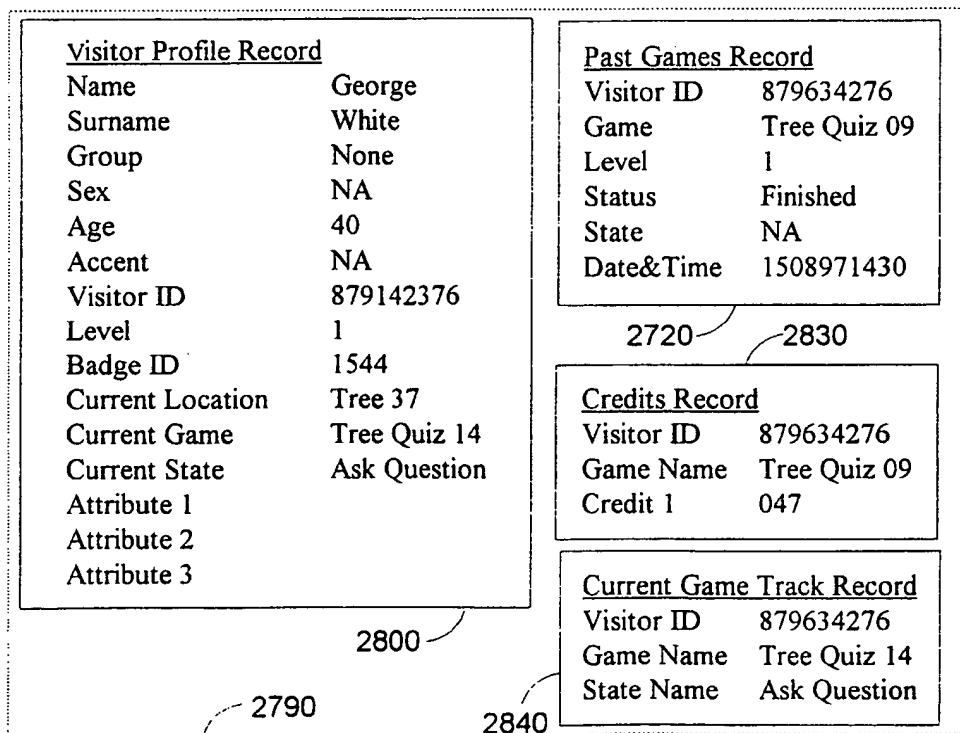 Visitor Profile Record
Name George
Surname White
Group None
Sex NA
Age 40
Accent NA
Visitor ID 879142376
Level 1
Badge ID 1544
Current Location Tree 37
Current Game Tree Quiz 14
Current State Ask Question
Attribute 1
Attribute 2
Attribute 3
2800
2790
Past Games Record
Visitor ID 879634276
Game Tree Quiz 09
Level 1
Status Finished
State NA
Date&Time 1508971430
2720
2830
Credits Record
Visitor ID 879634276
Game Name Tree Quiz 09
Credit 1 047
Current Game Track Record
Visitor ID 879634276
Game Name Tree Quiz 14
State Name Ask Question
2840